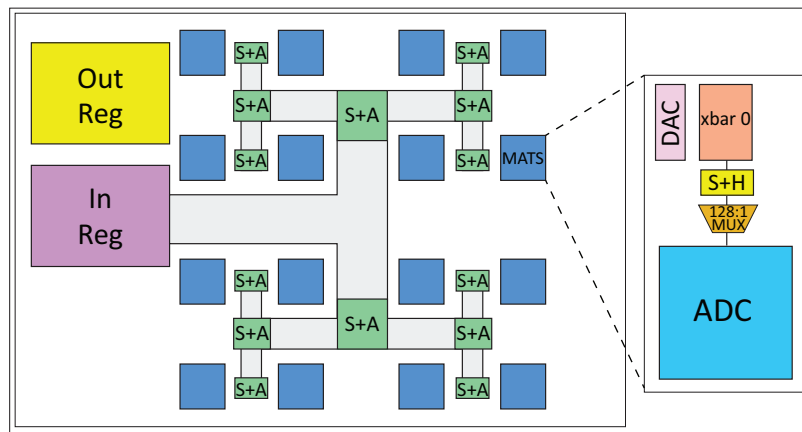 Out
Reg
In
Reg
S+A
S+A
S+A
S+A
S+A
S+A
S+A
MATS
S+A
S+A
S+A
S+A
S+A
S+A
S+A
DAC
xbar 0
S+H
128:1
MUX
ADC